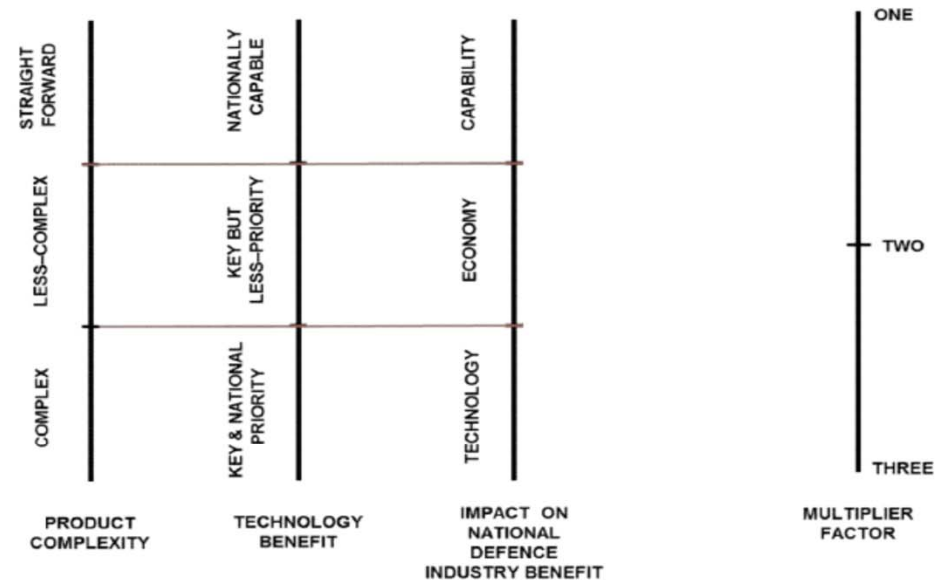 STRAIGHT
FORWARD
LESS–COMPLEX
COMPLEX
PRODUCT
COMPLEXITY
NATIONALLY
CAPABLE
KEY BUT
LESS–PRIORITY
KEY & NATIONAL
PRIORITY
TECHNOLOGY
BENEFIT
CAPABILITY
ECONOMY
TECHNOLOGY
IMPACT ON
NATIONAL
DEFENCE
INDUSTRY BENEFIT
ONE
TWO
THREE
MULTIPLIER
FACTOR